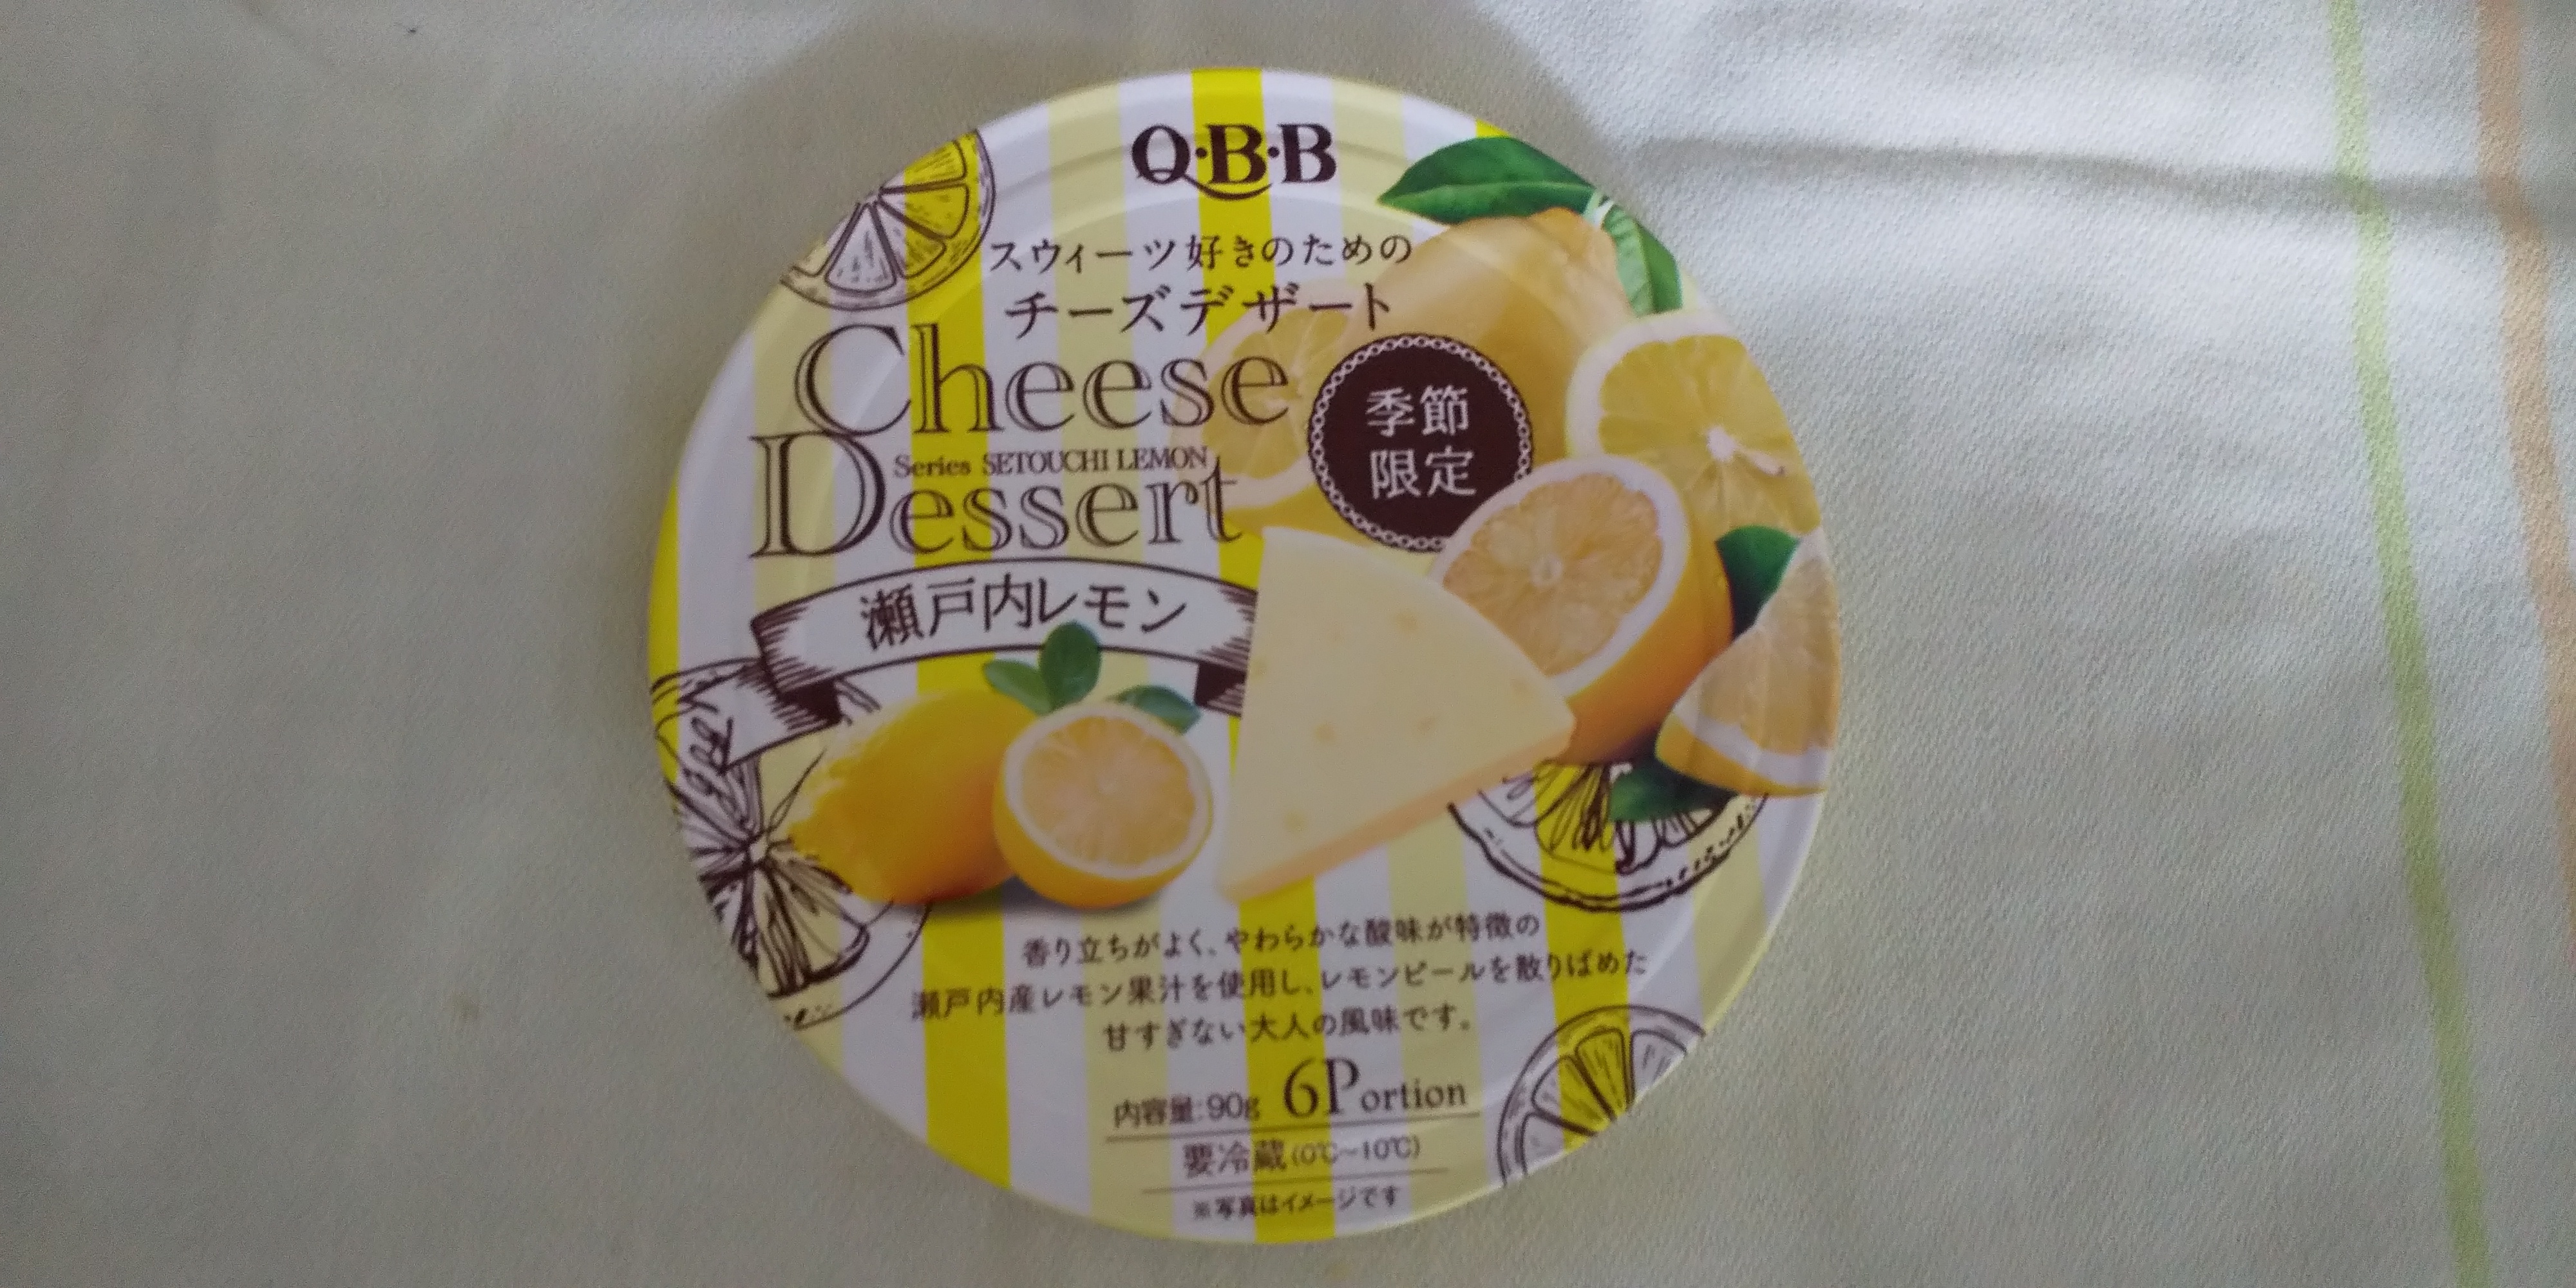 Q·B·B
スウィーツ好きのための
チーズデザート
Cheese
Series SETOUCHI LEMON
Dessert
季節
限定
瀬戸内レモン
香り立ちがよく、やわらかな酸味が特徴の
瀬戸内産レモン果汁を使用し、レモンピールを散りばめた
甘すぎない大人の風味です。
内容量:90g 6Portion
要冷蔵(0℃~10℃)
※写真はイメージです